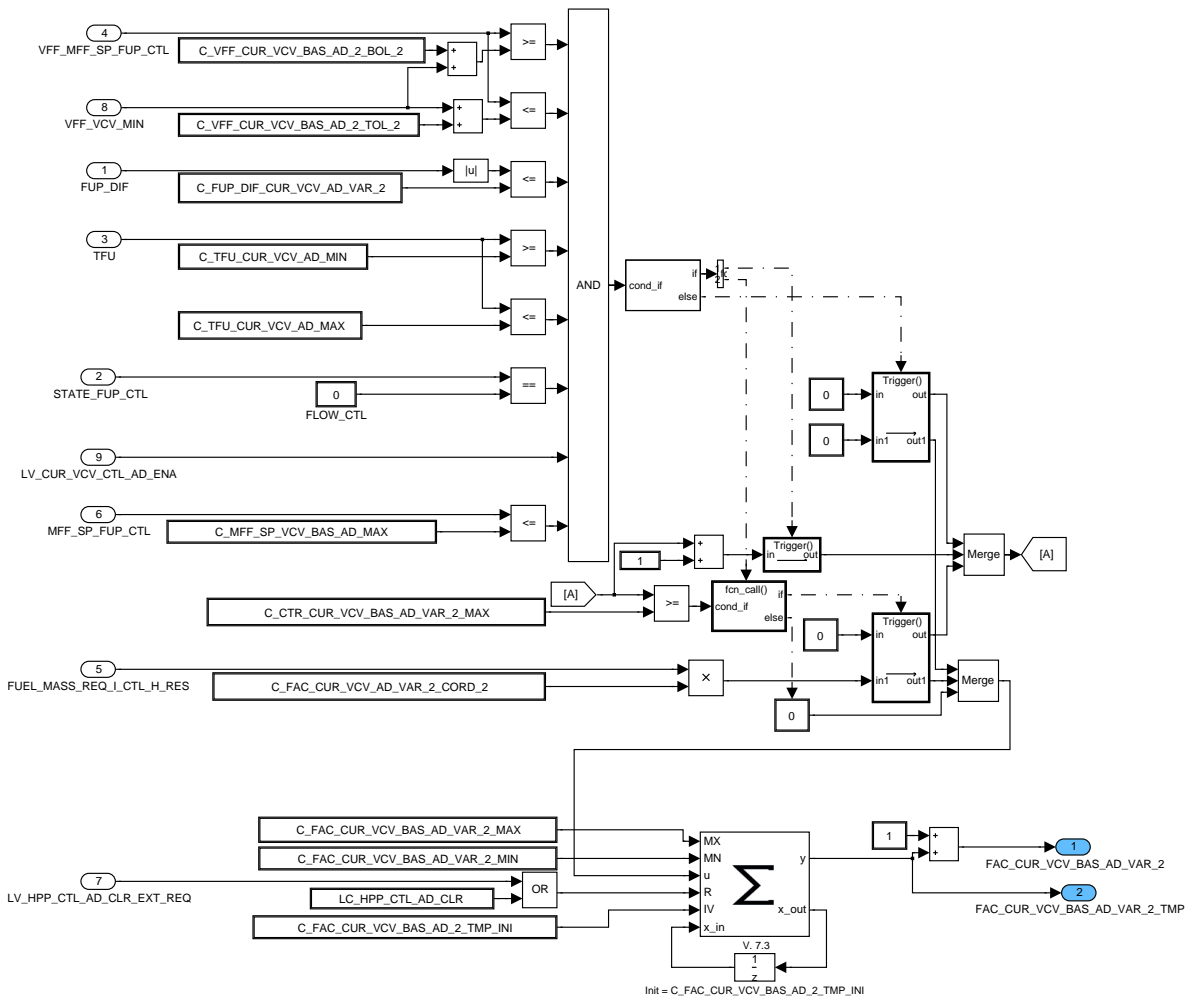 4
VFF_MFF_SP_FUP_CTL
C_VFF_CUR_VCV_BAS_AD_2_BOL_2
+
+
>=
8
VFF_VCV_MIN
C_VFF_CUR_VCV_BAS_AD_2_TOL_2
+
+
<=
1
FUP_DIF
|u|
C_FUP_DIF_CUR_VCV_AD_VAR_2
<=
3
TFU
C_TFU_CUR_VCV_AD_MIN
>=
C_TFU_CUR_VCV_AD_MAX
<=
AND
cond_if
if
else
1
2
2
STATE_FUP_CTL
0
FLOW_CTL
==
Trigger()
0
in
out
0
in1
out1
9
LV_CUR_VCV_CTL_AD_ENA
6
MFF_SP_FUP_CTL
C_MFF_SP_VCV_BAS_AD_MAX
<=
+
+
1
Trigger()
in
out
Merge
[A]
[A]
C_CTR_CUR_VCV_BAS_AD_VAR_2_MAX
>=
fcn_call()
cond_if
if
else
Trigger()
0
in
out
in1
out1
5
FUEL_MASS_REQ_I_CTL_H_RES
C_FAC_CUR_VCV_AD_VAR_2_CORD_2
×
0
Merge
C_FAC_CUR_VCV_BAS_AD_VAR_2_MAX
C_FAC_CUR_VCV_BAS_AD_VAR_2_MIN
7
LV_HPP_CTL_AD_CLR_EXT_REQ
LC_HPP_CTL_AD_CLR
OR
C_FAC_CUR_VCV_BAS_AD_2_TMP_INI
MX
MN
u
R
IV
x_in
Σ
y
x_out
V. 7.3
1
z
Init = C_FAC_CUR_VCV_BAS_AD_2_TMP_INI
1
+
+
1
FAC_CUR_VCV_BAS_AD_VAR_2
2
FAC_CUR_VCV_BAS_AD_VAR_2_TMP